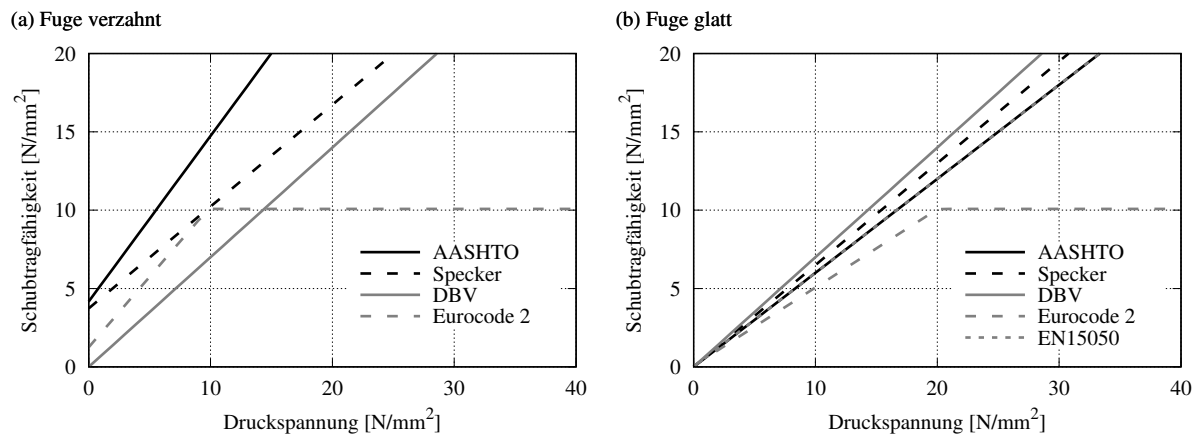 (a) Fuge verzahnt
20
15
10
5
0
0 10 20 30 40
Schubtragfähigkeit [N/mm²]
Druckspannung [N/mm²]
AASHTO
Specker
DBV
Eurocode 2
(b) Fuge glatt
20
15
10
5
0
0 10 20 30 40
Schubtragfähigkeit [N/mm²]
Druckspannung [N/mm²]
AASHTO
Specker
DBV
Eurocode 2
EN15050